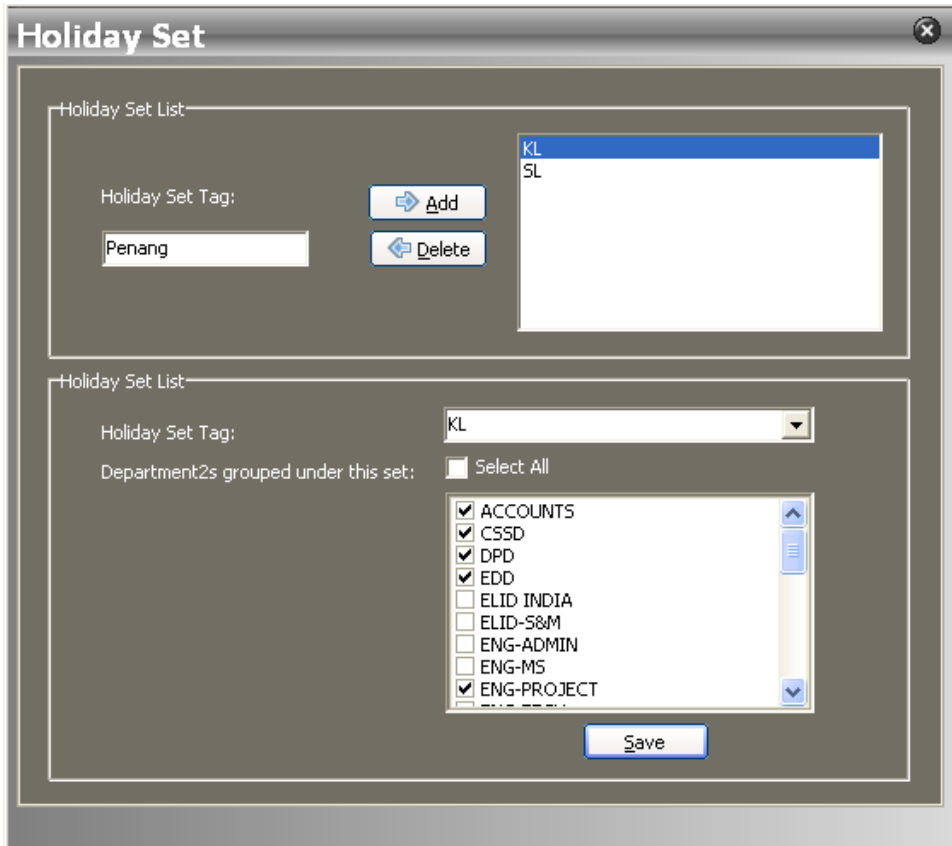 Holiday Set
Holiday Set List
KL
SL
Holiday Set Tag:
Add
Penang
Delete
Holiday Set List
Holiday Set Tag:
KL
Department2s grouped under this set:
Select All
ACCOUNTS
CSSD
DPD
EDD
ELID INDIA
ELID-S&M
ENG-ADMIN
ENG-MS
ENG-PROJECT
Save